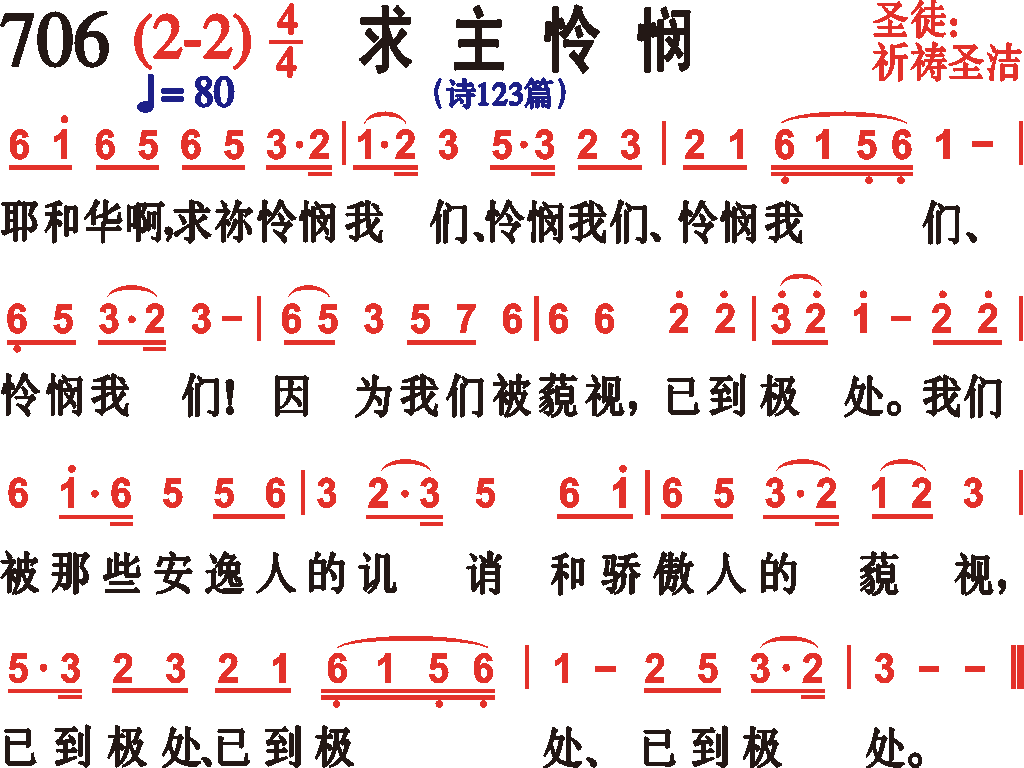 706 (2-2) 4/4 求主怜悯 圣徒:
♩=80 (诗123篇) 祈祷圣洁
6 i 6 5 6 5 3·2 | 1·2 3 5·3 2 3 | 2 1 6 1 5 6 1 – |
耶和华啊,求祢怜悯我 们、怜悯我们、怜悯我 们、
6 5 3·2 3 – | 6 5 3 5 7 6 | 6 6 2 2 | 3 2 i – 2 2 |
怜悯我 们! 因 为我们被藐视, 已到极 处。我们
6 i·6 5 5 6 | 3 2·3 5 6 i | 6 5 3·2 1 2 3 |
被那些安逸人的讥 诮 和骄傲人的 藐 视,
5·3 2 3 2 1 6 1 5 6 | 1 – 2 5 3·2 | 3 – – ‖
已到极处、已到极 处、 已到极 处。